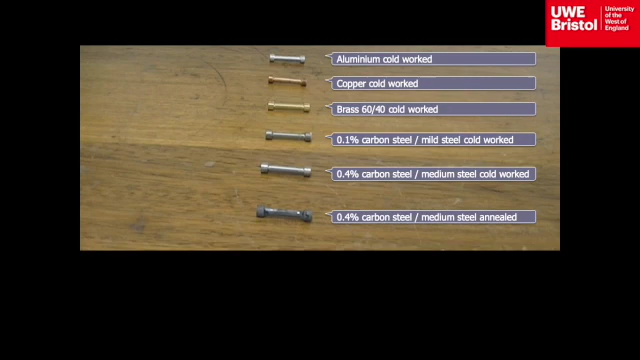 UWE
Bristol
University
of the
West of
England
Aluminium cold worked
Copper cold worked
Brass 60/40 cold worked
0.1% carbon steel / mild steel cold worked
0.4% carbon steel / medium steel cold worked
0.4% carbon steel / medium steel annealed